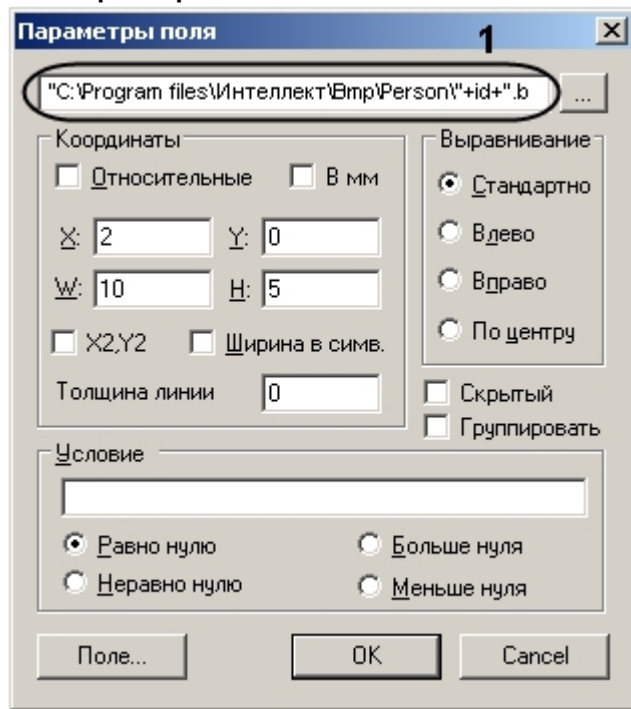 Параметры поля
1
"C:\Program files\Интеллект\Bmp\Person\"+id+".b
...
Координаты
Относительные В мм
X: 2 Y: 0
W: 10 H: 5
X2,Y2 Ширина в симв.
Толщина линии 0
Выравнивание
Стандартно
Влево
Вправо
По центру
Скрытый
Группировать
Условие
Равно нулю Больше нуля
Неравно нулю Меньше нуля
Поле... OK Cancel